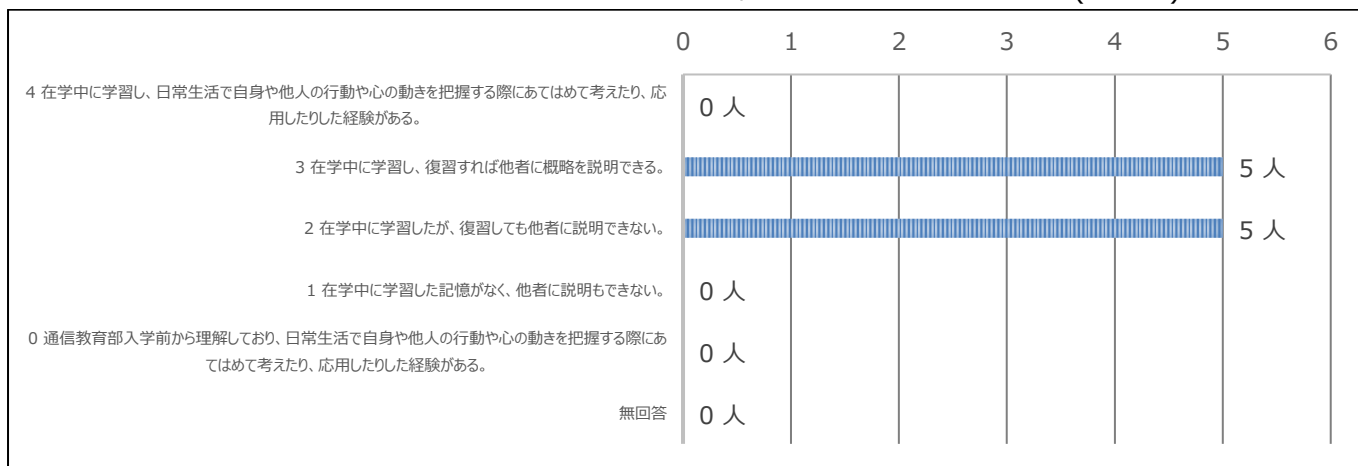 0 1 2 3 4 5 6
4 在学中に学習し、日常生活で自身や他人の行動や心の動きを把握する際にあてはめて考えたり、応
用したりした経験がある。
0 人
3 在学中に学習し、復習すれば他者に概略を説明できる。
5 人
2 在学中に学習したが、復習しても他者に説明できない。
5 人
1 在学中に学習した記憶がなく、他者に説明もできない。
0 人
0 通信教育部入学前から理解しており、日常生活で自身や他人の行動や心の動きを把握する際にあ
てはめて考えたり、応用したりした経験がある。
0 人
無回答
0 人